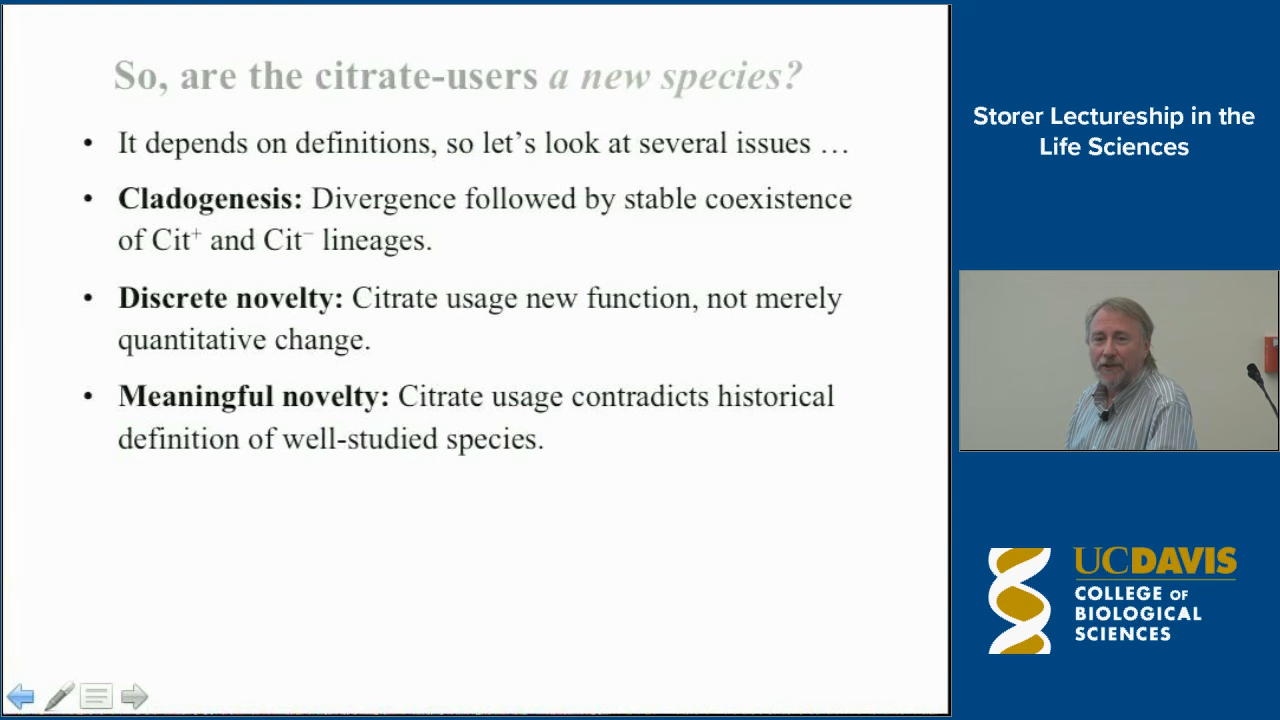 So, are the citrate-users a new species?
• It depends on definitions, so let’s look at several issues …
• Cladogenesis: Divergence followed by stable coexistence
of Cit⁺ and Cit⁻ lineages.
• Discrete novelty: Citrate usage new function, not merely
quantitative change.
• Meaningful novelty: Citrate usage contradicts historical
definition of well-studied species.
Storer Lectureship in the
Life Sciences
UCDAVIS
COLLEGE OF
BIOLOGICAL
SCIENCES